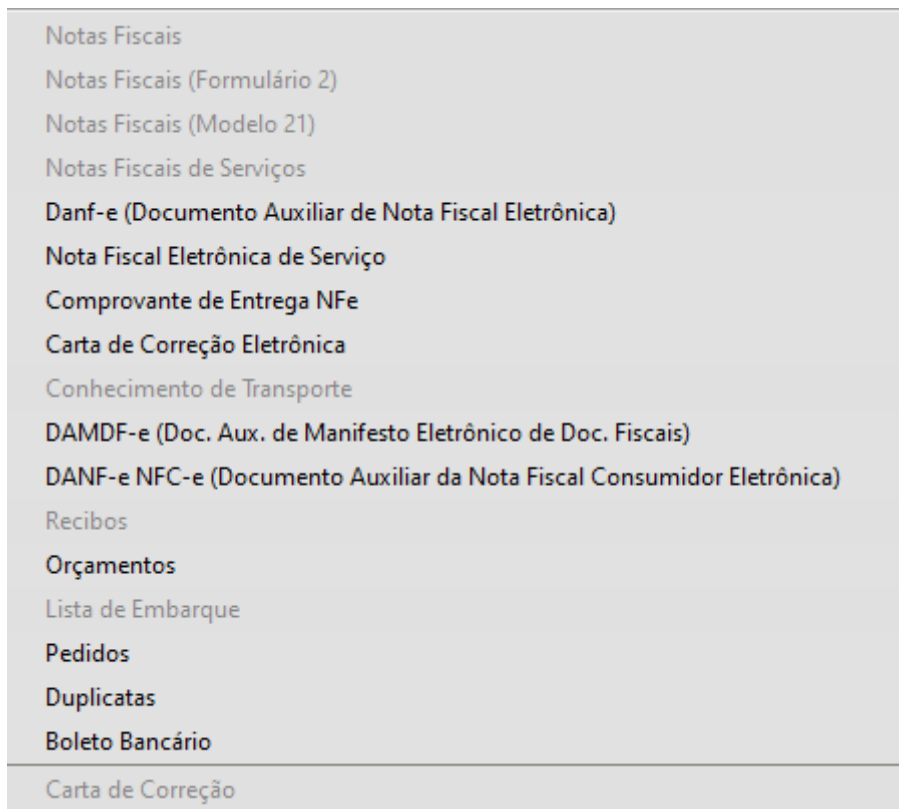 Notas Fiscais
Notas Fiscais (Formulário 2)
Notas Fiscais (Modelo 21)
Notas Fiscais de Serviços
Danf-e (Documento Auxiliar de Nota Fiscal Eletrônica)
Nota Fiscal Eletrônica de Serviço
Comprovante de Entrega NFe
Carta de Correção Eletrônica
Conhecimento de Transporte
DAMDF-e (Doc. Aux. de Manifesto Eletrônico de Doc. Fiscais)
DANF-e NFC-e (Documento Auxiliar da Nota Fiscal Consumidor Eletrônica)
Recibos
Orçamentos
Lista de Embarque
Pedidos
Duplicatas
Boleto Bancário
Carta de Correção